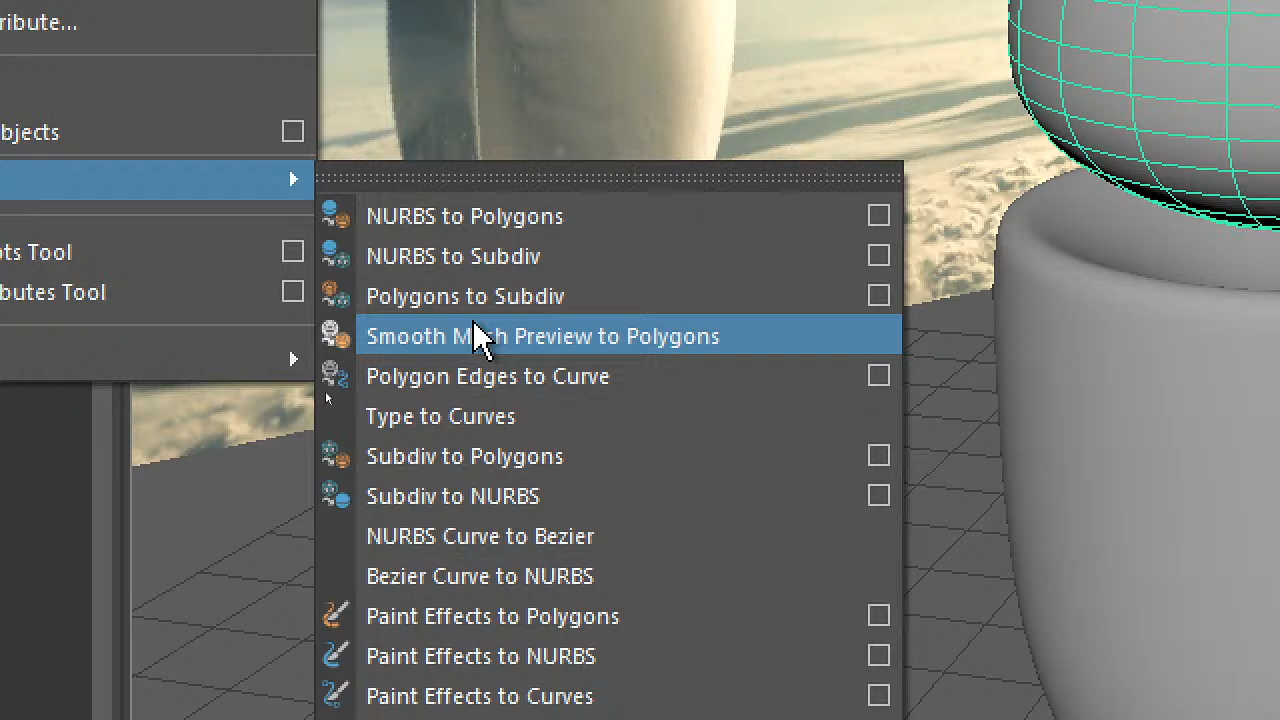 ribute...
bjects
ots Tool
butes Tool
NURBS to Polygons
NURBS to Subdiv
Polygons to Subdiv
Smooth Mesh Preview to Polygons
Polygon Edges to Curve
Type to Curves
Subdiv to Polygons
Subdiv to NURBS
NURBS Curve to Bezier
Bezier Curve to NURBS
Paint Effects to Polygons
Paint Effects to NURBS
Paint Effects to Curves